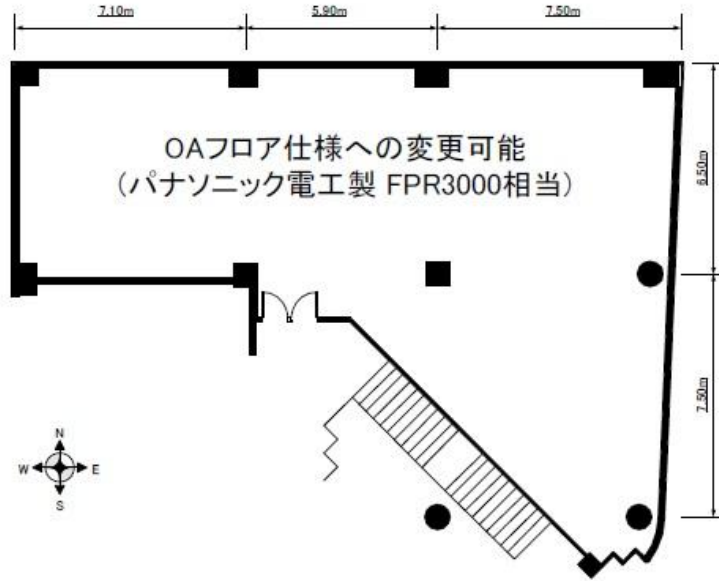 7.10m
5.90m
7.50m
OAフロア仕様への変更可能
（パナソニック電工製 FPR3000相当）
6.50m
7.50m
N
W
E
S